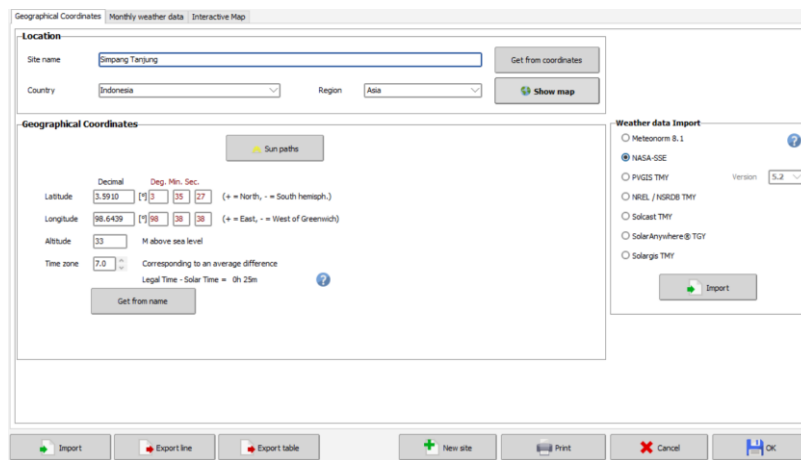 Geographical Coordinates Monthly weather data Interactive Map
Location
Site name Simpang Tanjung Get from coordinates
Country Indonesia Region Asia Show map
Geographical Coordinates
Sun paths
Decimal Deg. Min. Sec.
Latitude 3.5910 [°] 3 35 27 (+ = North, - = South hemisph.)
Longitude 98.6439 [°] 98 38 38 (+ = East, - = West of Greenwich)
Altitude 33 M above sea level
Time zone 7.0 Corresponding to an average difference
Legal Time - Solar Time = 0h 25m ?
Get from name
Weather data Import
Meteonorm 8.1 ?
NASA-SSE
PVGIS TMY Version 5.2
NREL / NSRDB TMY
Solcast TMY
SolarAnywhere® TGY
Solargis TMY
Import
Import Export line Export table New site Print Cancel OK